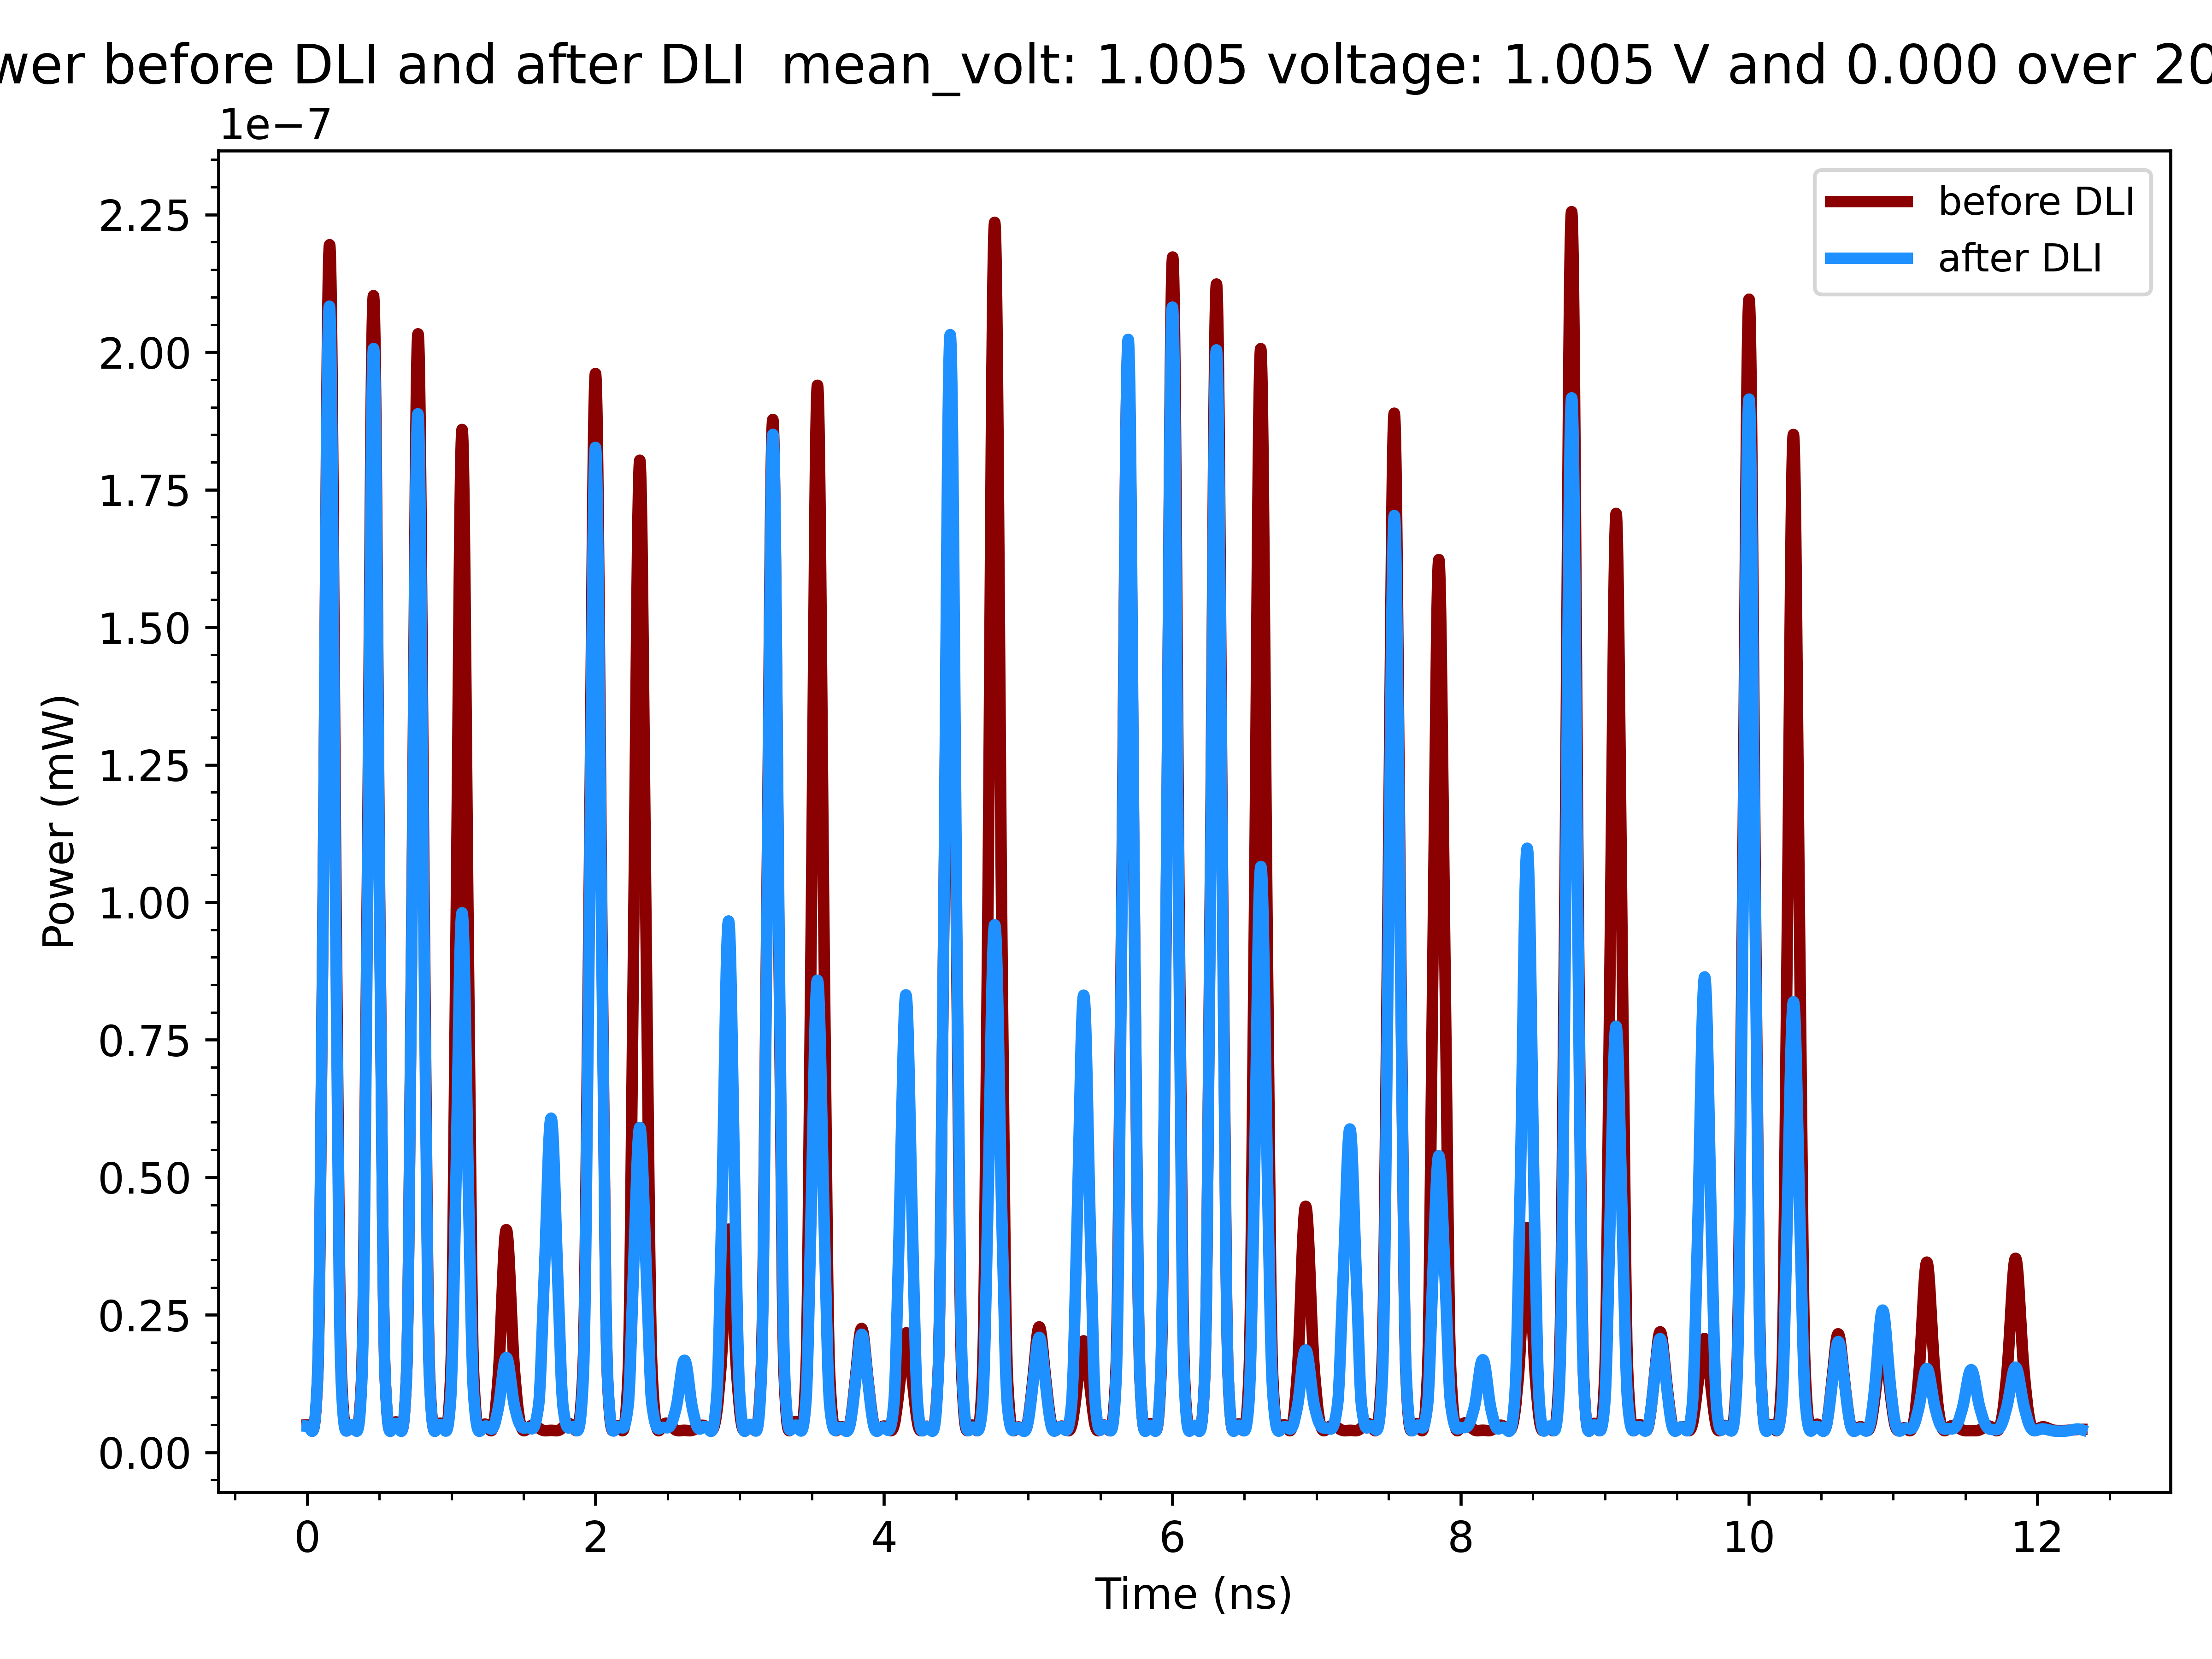 wer before DLI and after DLI  mean_volt: 1.005 voltage: 1.005 V and 0.000 over 20
1e−7
before DLI
after DLI
2.25
2.00
1.75
1.50
1.25
1.00
0.75
0.50
0.25
0.00
Power (mW)
0 2 4 6 8 10 12
Time (ns)